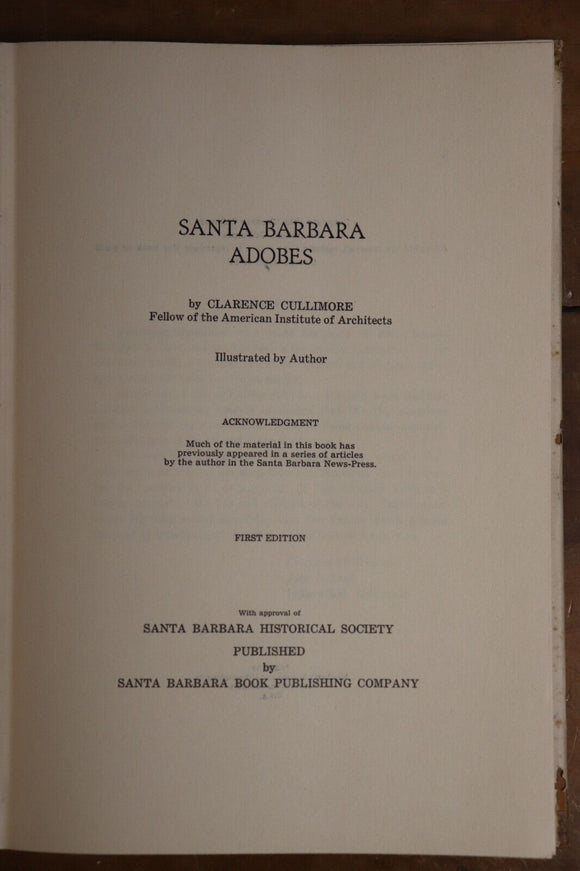 SANTA BARBARA
ADOBES
by CLARENCE CULLIMORE
Fellow of the American Institute of Architects
Illustrated by Author
ACKNOWLEDGMENT
Much of the material in this book has
previously appeared in a series of articles
by the author in the Santa Barbara News-Press.
FIRST EDITION
With approval of
SANTA BARBARA HISTORICAL SOCIETY
PUBLISHED
by
SANTA BARBARA BOOK PUBLISHING COMPANY